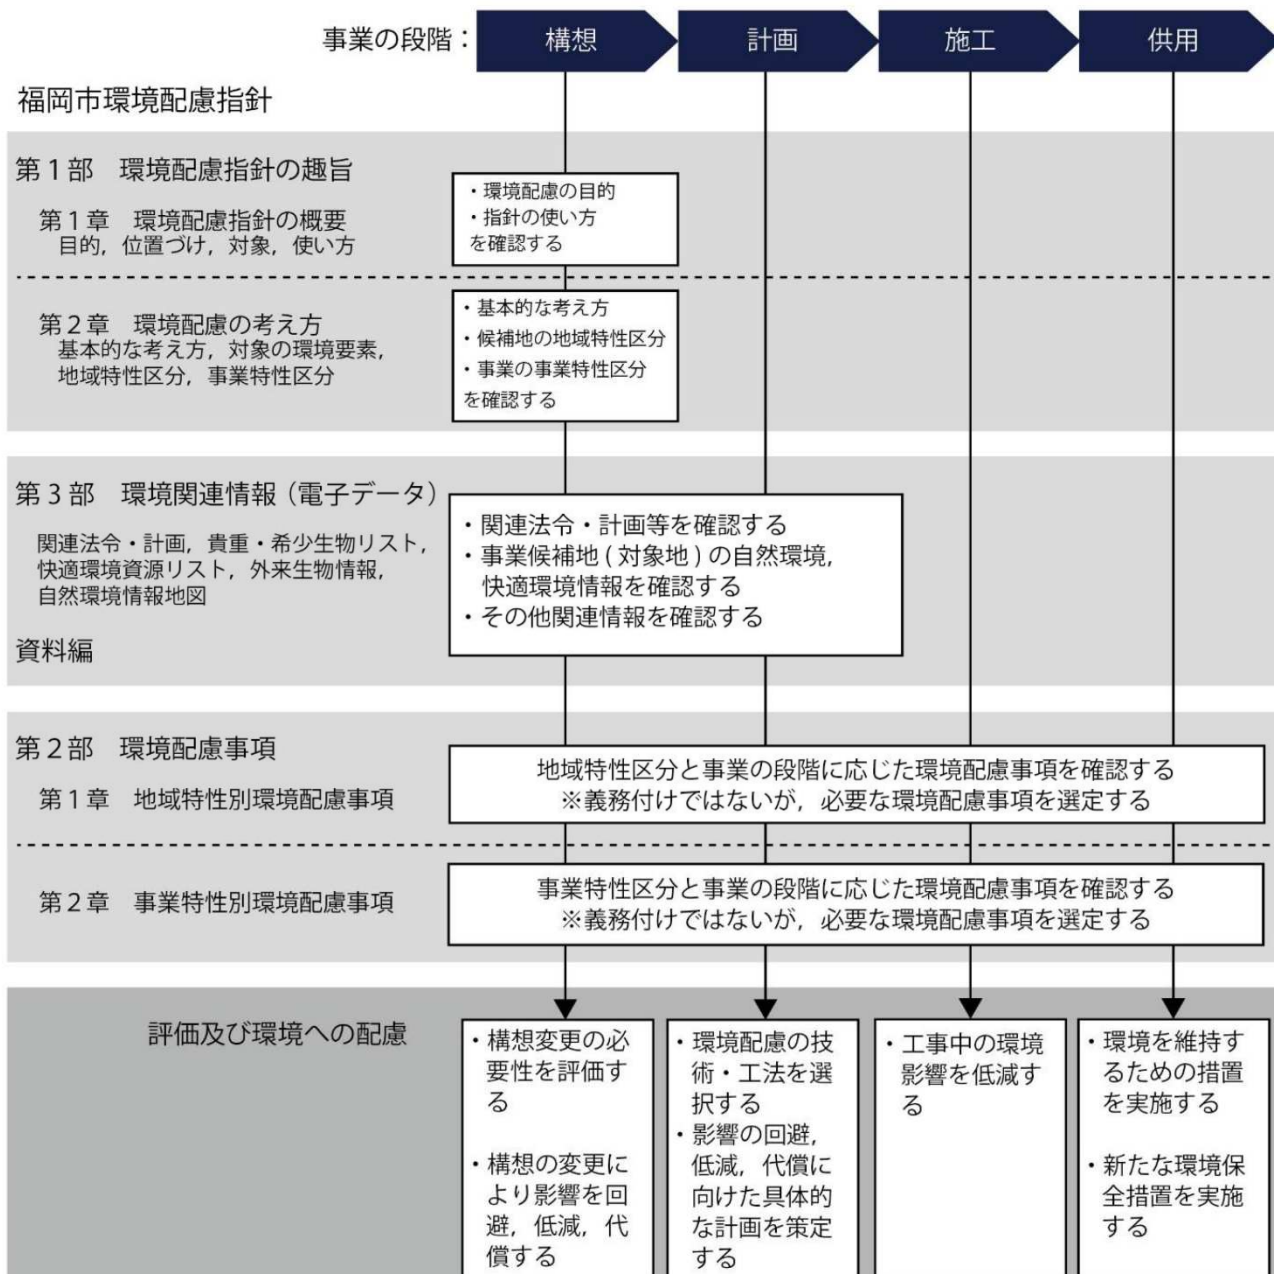 事業の段階：
構想
計画
施工
供用
福岡市環境配慮指針
第１部　環境配慮指針の趣旨
第１章　環境配慮指針の概要
目的，位置づけ，対象，使い方
・環境配慮の目的
・指針の使い方
を確認する
第２章　環境配慮の考え方
基本的な考え方，対象の環境要素，
地域特性区分，事業特性区分
・基本的な考え方
・候補地の地域特性区分
・事業の事業特性区分
を確認する
第３部　環境関連情報（電子データ）
関連法令・計画，貴重・希少生物リスト，
快適環境資源リスト，外来生物情報，
自然環境情報地図
資料編
・関連法令・計画等を確認する
・事業候補地（対象地）の自然環境，
快適環境情報を確認する
・その他関連情報を確認する
第２部　環境配慮事項
第１章　地域特性別環境配慮事項
地域特性区分と事業の段階に応じた環境配慮事項を確認する
※義務付けではないが，必要な環境配慮事項を選定する
第２章　事業特性別環境配慮事項
事業特性区分と事業の段階に応じた環境配慮事項を確認する
※義務付けではないが，必要な環境配慮事項を選定する
評価及び環境への配慮
・構想変更の必
要性を評価す
る
・構想の変更に
より影響を回
避，低減，代
償する
・環境配慮の技
術・工法を選
択する
・影響の回避，
低減，代償に
向けた具体的
な計画を策定
する
・工事中の環境
影響を低減す
る
・環境を維持す
るための措置
を実施する
・新たな環境保
全措置を実施
する